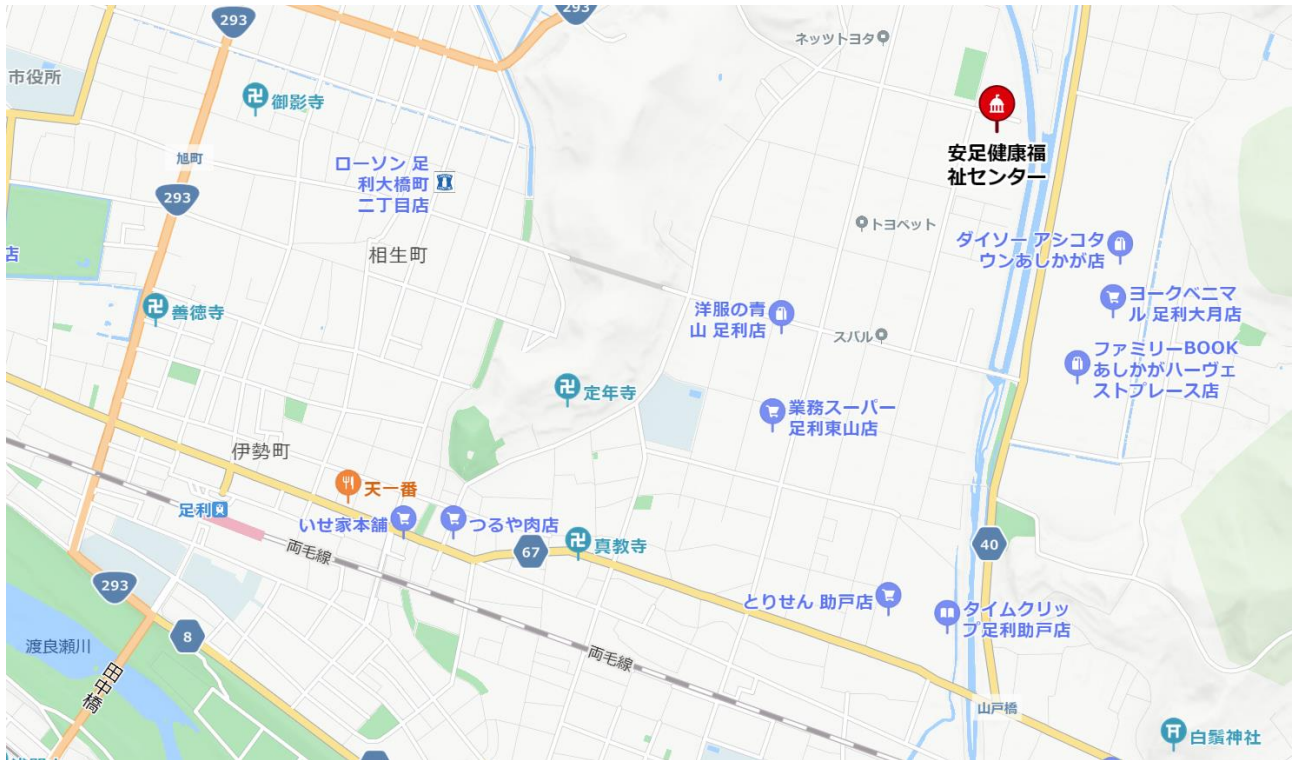 293
293
ネッツトヨタ
市役所
御影寺
安足健康福
祉センター
旭町
ローソン 足
利大橋町
二丁目店
293
トヨペット
相生町
店
ダイソー アシコタ
ウンあしかが店
ヨークベニマ
ル 足利大月店
善徳寺
洋服の青
山 足利店
スバル
ファミリーBOOK
あしかがハーヴェ
ストプレース店
定年寺
業務スーパー
足利東山店
伊勢町
天一番
足利
いせ家本舗
つるや肉店
67
真教寺
40
両毛線
293
とりせん 助戸店
タイムクリッ
プ足利助戸店
8
渡良瀬川
田中橋
両毛線
山戸橋
白鬚神社